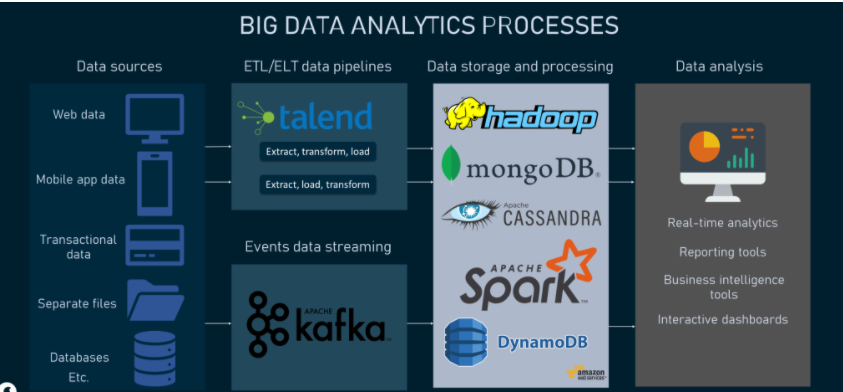 BIG DATA ANALYTICS PROCESSES
Data sources
Web data
Mobile app data
Transactional
data
Separate files
Databases
Etc.
ETL/ELT data pipelines
talend
Extract, transform, load
Extract, load, transform
Events data streaming
APACHE
kafka
Data storage and processing
hadoop
mongoDB
Apache
CASSANDRA
APACHE
Spark
DynamoDB
amazon
web services
Data analysis
Real-time analytics
Reporting tools
Business intelligence
tools
Interactive dashboards